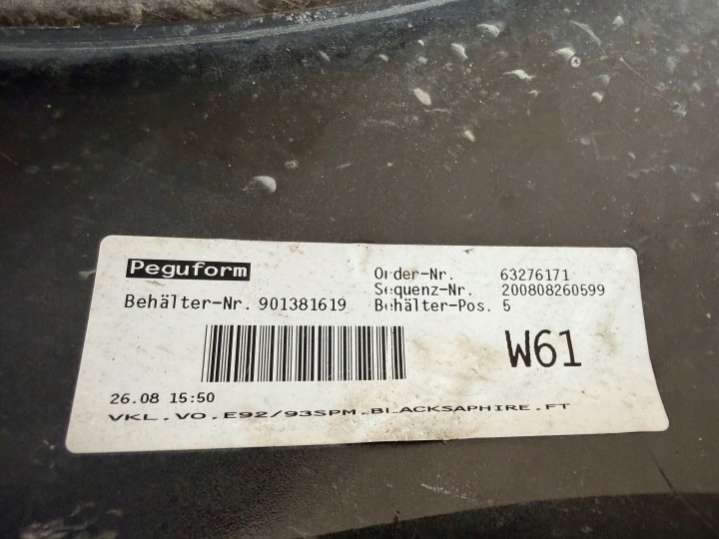 Peguform
Order-Nr. 63276171
Sequenz-Nr. 200808260599
Behälter-Nr. 901381619 Behälter-Pos. 5
W61
26.08 15:50
VKL.VO.E92/93SPM.BLACKSAPHIRE.FT